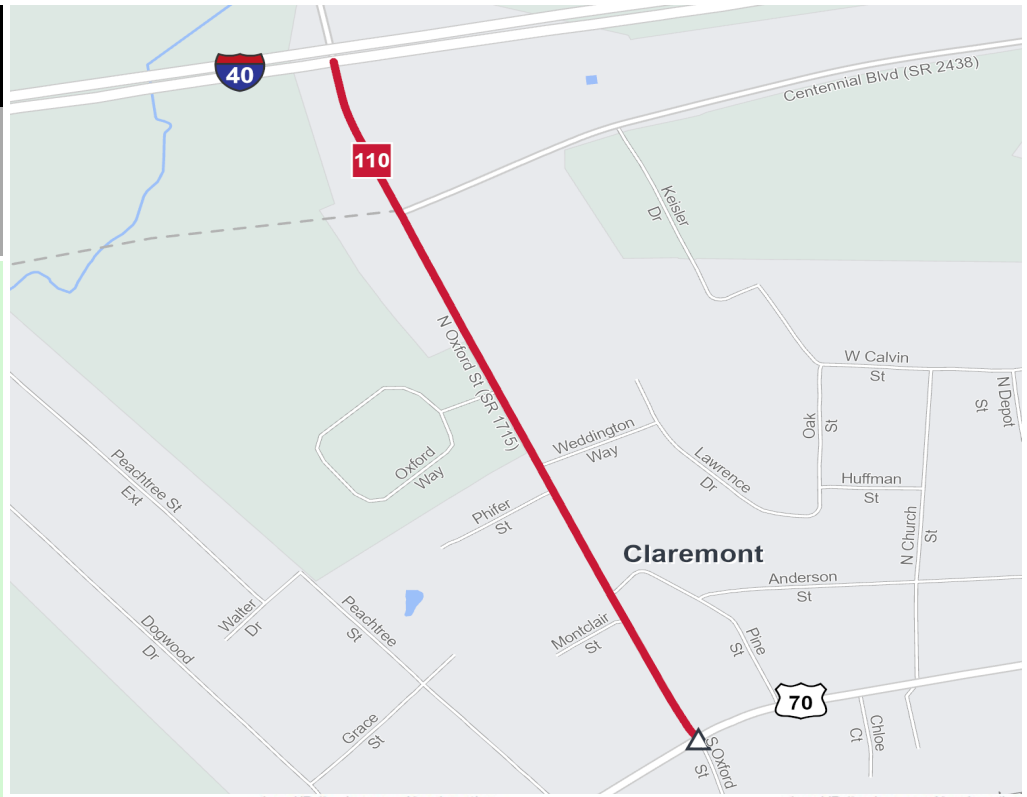 40
Centennial Blvd (SR 2438)
110
Keisler
Dr
N Oxford St (SR 1715)
W Calvin
St
N Depot
St
Oak
St
Weddington
Way
Oxford
Way
Lawrence
Dr
Huffman
St
Peachtree St
Ext
Phifer
St
N Church
St
Claremont
Anderson
St
Walter
Dr
Peachtree
St
Montclair
St
Dogwood
Dr
Pine
St
70
Grace
St
S Oxford
St
Chloe
Ct